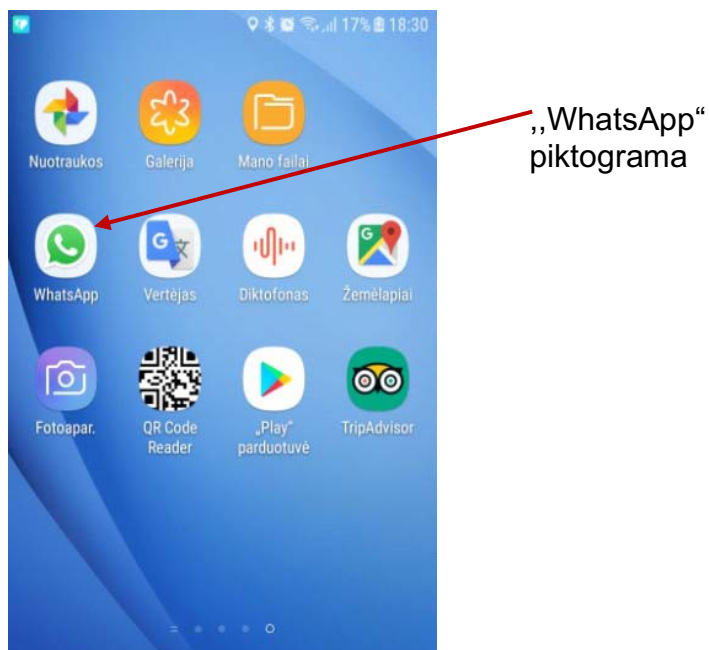 17% 18:30
Nuotraukos Galerija Mano failai
,,WhatsApp“
piktograma
WhatsApp Vertėjas Diktofonas Žemėlapiai
Fotoapar. QR Code „Play“ TripAdvisor
Reader parduotuvė